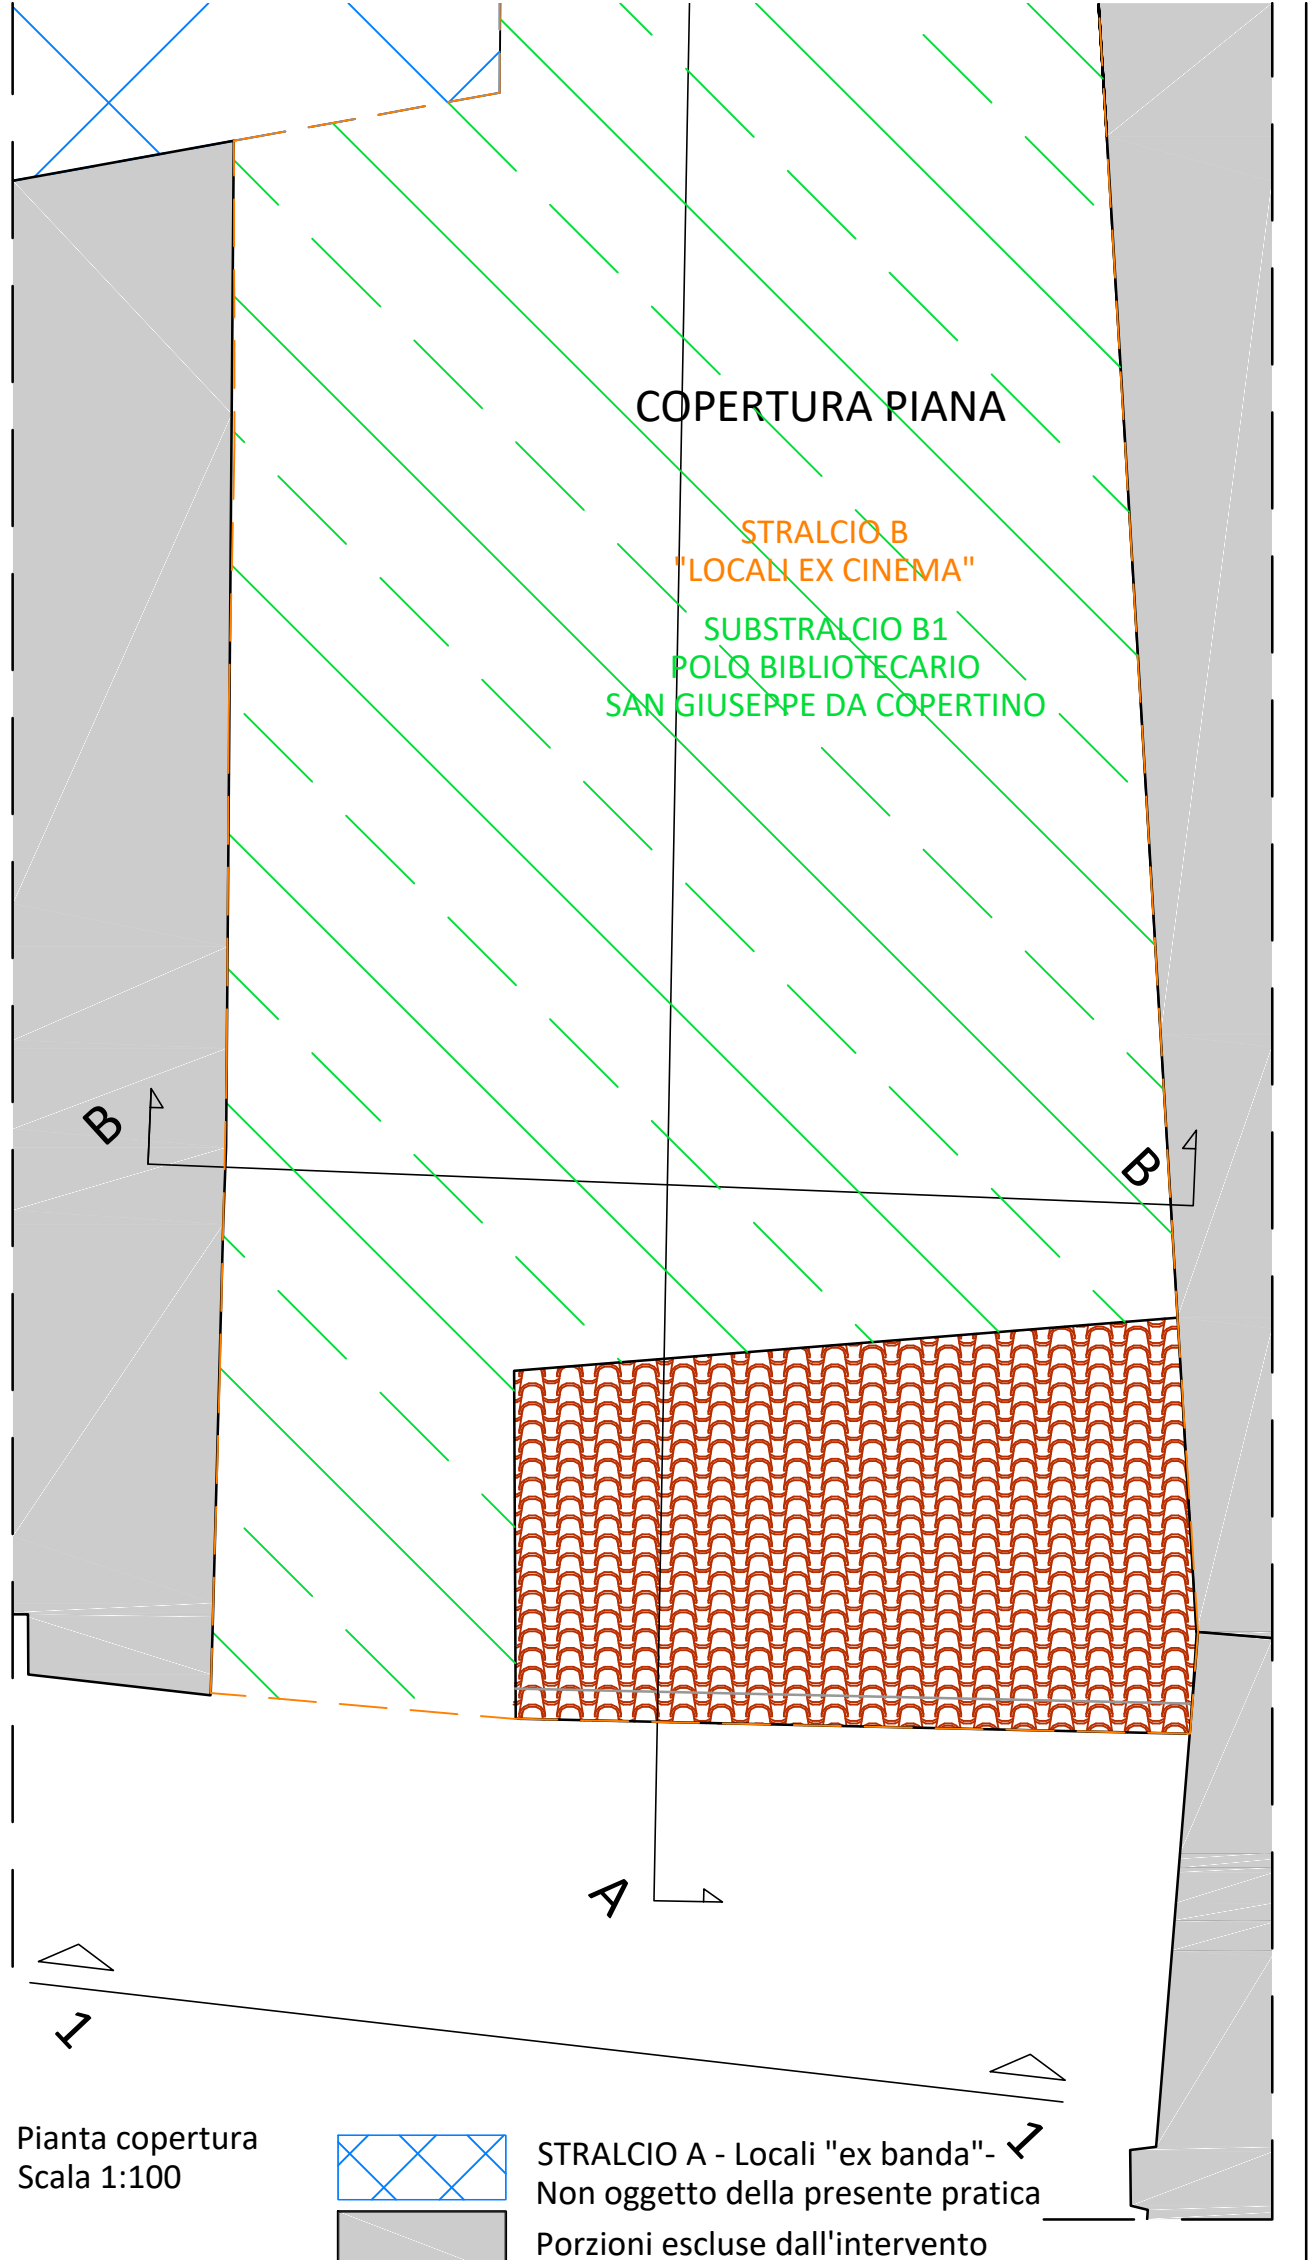 COPERTURA PIANA
STRALCIO B
"LOCALI EX CINEMA"
SUBSTRALCIO B1
POLO BIBLIOTECARIO
SAN GIUSEPPE DA COPERTINO
B
B
A
1
1
Pianta copertura
Scala 1:100
STRALCIO A - Locali "ex banda"-
Non oggetto della presente pratica
Porzioni escluse dall'intervento